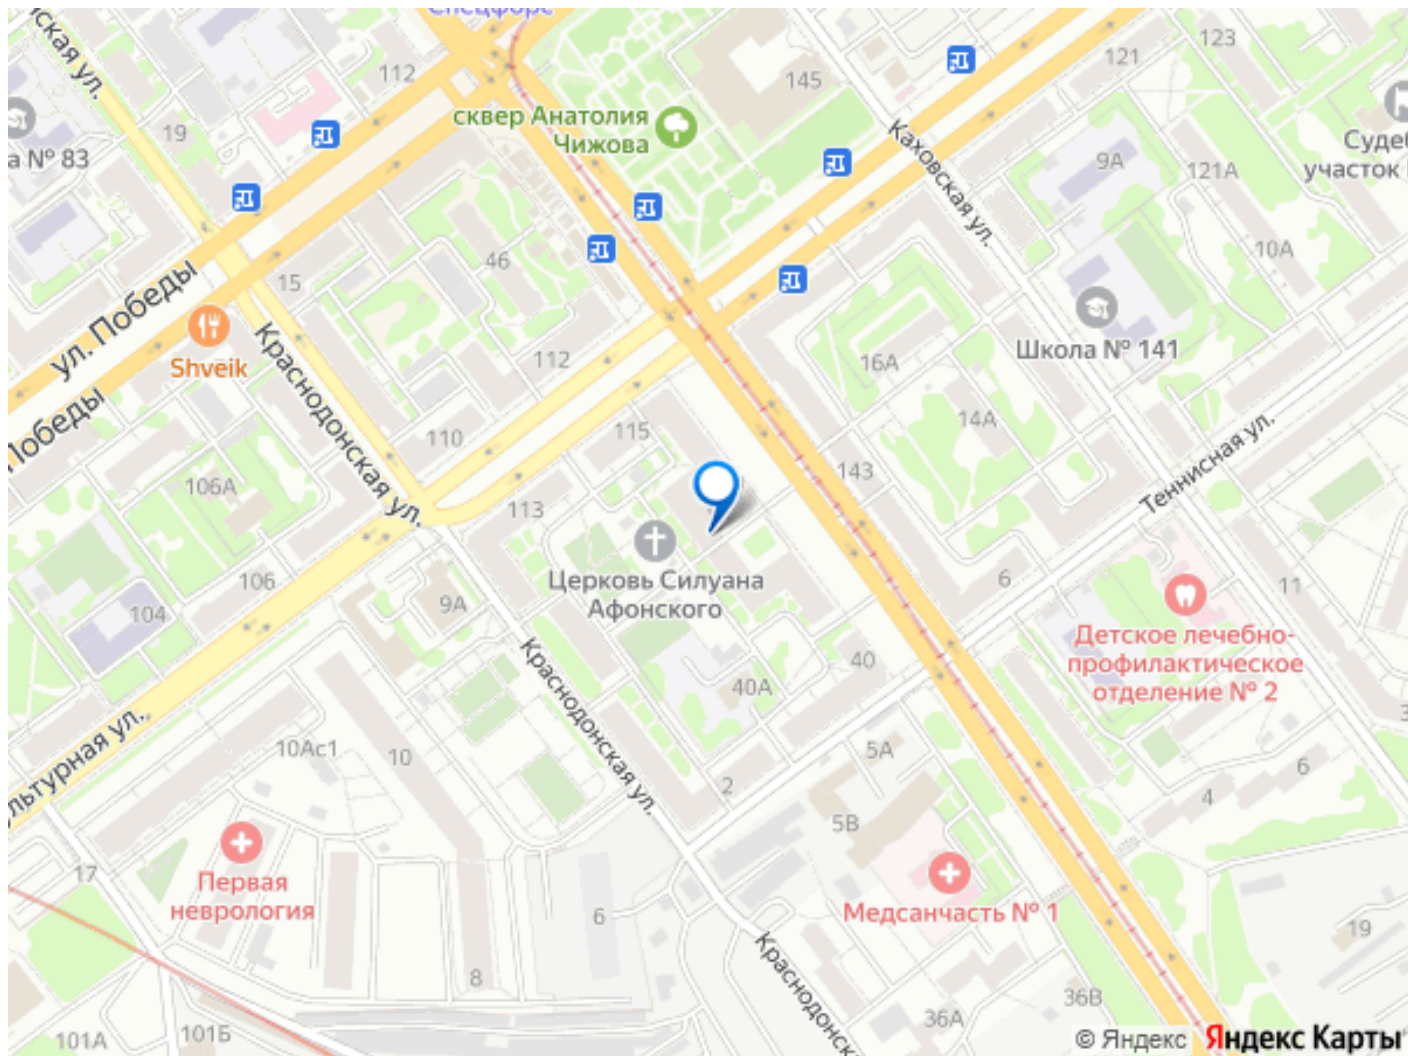 Спецфорс
ская ул.
112
145
121
123
сквер Анатолия
Чижова
19
а № 83
Каховская ул.
9А
121А
участок
10А
46
15
ул. Победы
Победы
Shveik
Краснодонская ул.
112
110
115
16А
Школа № 141
14А
143
Теннисная ул.
106А
113
Церковь Силуана
Афонского
106
104
9А
6
11
Детское лечебно-
профилактическое
отделение № 2
40
40А
Краснодонская ул.
10Ас1
10
льтурная ул.
2
5А
5В
6
4
17
Первая
неврология
Медсанчасть № 1
6
8
19
Краснодонск
36А
36В
101А
101Б
© Яндекс Яндекс Карты